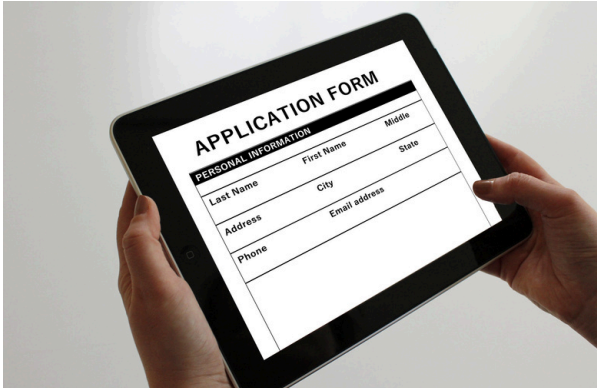 APPLICATION FORM
PERSONAL INFORMATION
Last Name First Name Middle
Address City State
Phone Email address